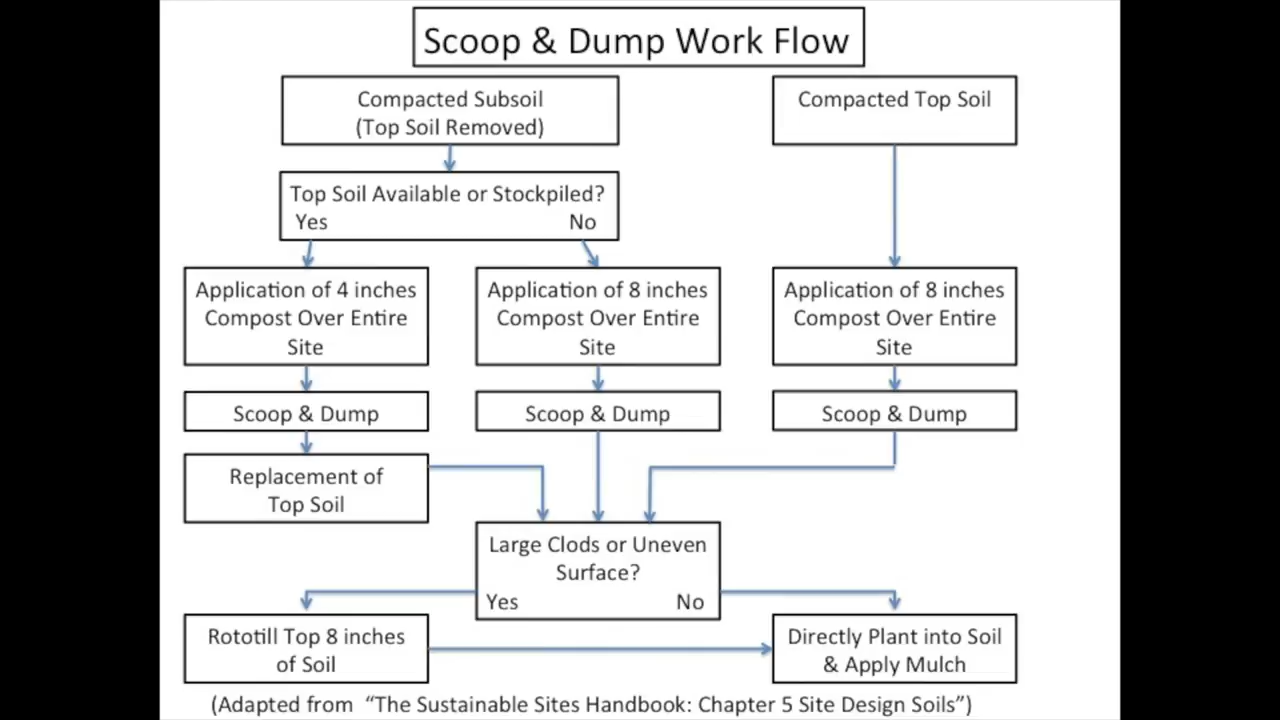 Scoop & Dump Work Flow
Compacted Subsoil
(Top Soil Removed)
Compacted Top Soil
Top Soil Available or Stockpiled?
Yes No
Application of 4 inches
Compost Over Entire
Site
Application of 8 inches
Compost Over Entire
Site
Application of 8 inches
Compost Over Entire
Site
Scoop & Dump
Scoop & Dump
Scoop & Dump
Replacement of
Top Soil
Large Clods or Uneven
Surface?
Yes No
Rototill Top 8 inches
of Soil
Directly Plant into Soil
& Apply Mulch
(Adapted from “The Sustainable Sites Handbook: Chapter 5 Site Design Soils”)